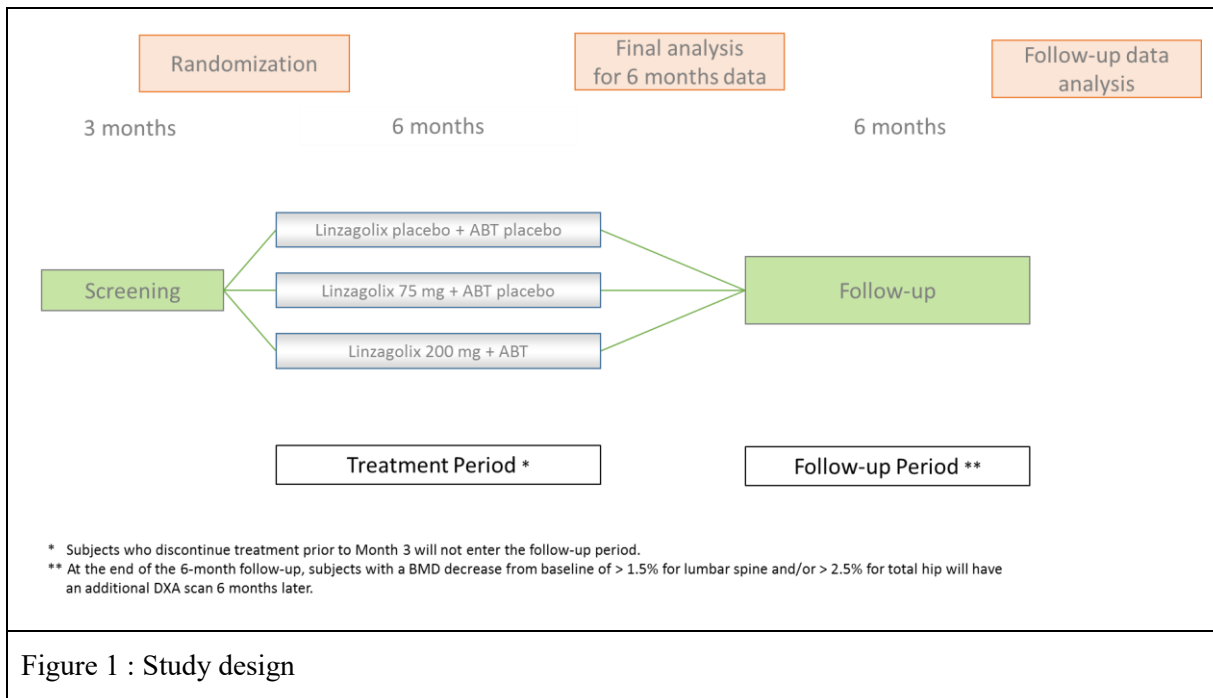 Randomization
Final analysis
for 6 months data
Follow-up data
analysis
3 months
6 months
6 months
Linzagolix placebo + ABT placebo
Screening
Linzagolix 75 mg + ABT placebo
Follow-up
Linzagolix 200 mg + ABT
Treatment Period *
Follow-up Period **
* Subjects who discontinue treatment prior to Month 3 will not enter the follow-up period.
** At the end of the 6-month follow-up, subjects with a BMD decrease from baseline of > 1.5% for lumbar spine and/or > 2.5% for total hip will have
an additional DXA scan 6 months later.
Figure 1 : Study design